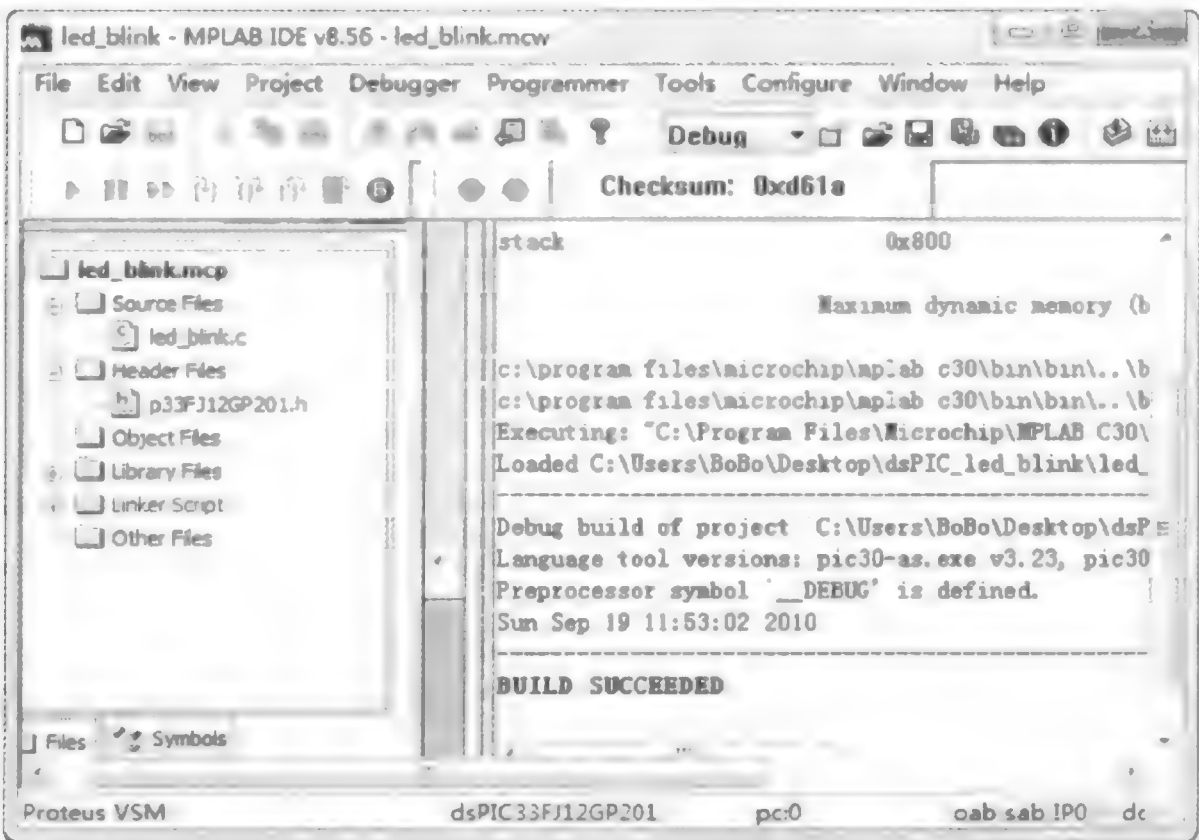 led_blink - MPLAB IDE v8.56 - led_blink.mcw
File Edit View Project Debugger Programmer Tools Configure Window Help
Debug
Checksum: 0xd61a
led_blink.mcp
Source Files
led_blink.c
Header Files
p33FJ12GP201.h
Object Files
Library Files
Linker Script
Other Files
Files Symbols
stack 0x800
Maximum dynamic memory (b
c:\program files\microchip\mplab c30\bin\bin\..\b
c:\program files\microchip\mplab c30\bin\bin\..\b
Executing: "C:\Program Files\Microchip\MPLAB C30\
Loaded C:\Users\BoBo\Desktop\dsPIC_led_blink\led_
Debug build of project C:\Users\BoBo\Desktop\dsP
Language tool versions: pic30-as.exe v3.23, pic30
Preprocessor symbol `__DEBUG' is defined.
Sun Sep 19 11:53:02 2010
BUILD SUCCEEDED
Proteus VSM dsPIC33FJ12GP201 pc:0 oab sab IP0 dc